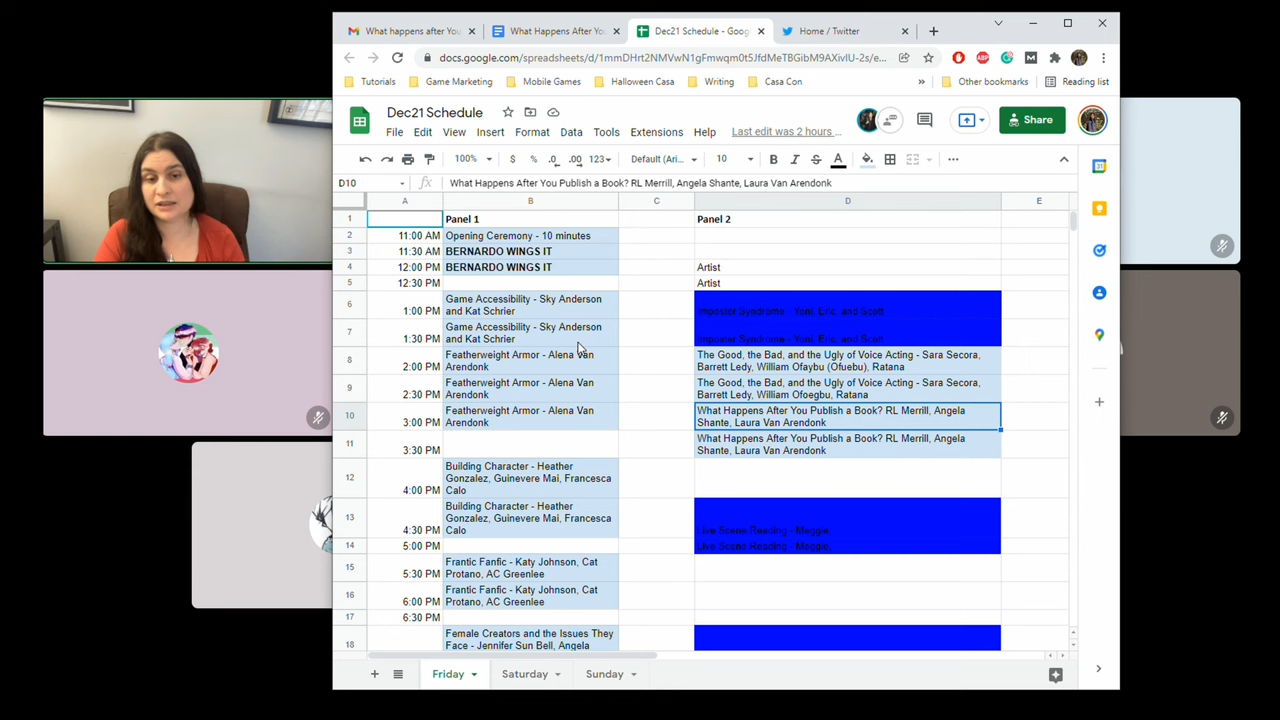 What happens after You
What Happens After You
Dec21 Schedule - Goog
Home / Twitter
docs.google.com/spreadsheets/d/1mmDHrt2NMVwN1gFmwqm0t5JfdMeTBGibM9AXivIU-2s/e...
Tutorials
Game Marketing
Mobile Games
Halloween Casa
Writing
Casa Con
»
Other bookmarks
Reading list
Dec21 Schedule
File Edit View Insert Format Data Tools Extensions Help Last edit was 2 hours ...
Share
100% $ % .0 .00 123 Default (Ari... 10 B I S A
D10 fx What Happens After You Publish a Book? RL Merrill, Angela Shante, Laura Van Arendonk
A B C D E
1 Panel 1 Panel 2
2 11:00 AM Opening Ceremony - 10 minutes
3 11:30 AM BERNARDO WINGS IT
4 12:00 PM BERNARDO WINGS IT Artist
5 12:30 PM Artist
Game Accessibility - Sky Anderson
6 1:00 PM and Kat Schrier Imposter Syndrome - Yoni, Eric, and Scott
Game Accessibility - Sky Anderson
7 1:30 PM and Kat Schrier Imposter Syndrome - Yoni, Eric, and Scott
Featherweight Armor - Alena Van The Good, the Bad, and the Ugly of Voice Acting - Sara Secora,
8 2:00 PM Arendonk Barrett Ledy, William Ofaybu (Ofuebu), Ratana
Featherweight Armor - Alena Van The Good, the Bad, and the Ugly of Voice Acting - Sara Secora,
9 2:30 PM Arendonk Barrett Ledy, William Ofoegbu, Ratana
Featherweight Armor - Alena Van What Happens After You Publish a Book? RL Merrill, Angela
10 3:00 PM Arendonk Shante, Laura Van Arendonk
What Happens After You Publish a Book? RL Merrill, Angela
11 3:30 PM Shante, Laura Van Arendonk
Building Character - Heather
Gonzalez, Guinevere Mai, Francesca
12 4:00 PM Calo
Building Character - Heather
Gonzalez, Guinevere Mai, Francesca
13 4:30 PM Calo Live Scene Reading - Meggie,
14 5:00 PM Live Scene Reading - Meggie,
Frantic Fanfic - Katy Johnson, Cat
15 5:30 PM Protano, AC Greenlee
Frantic Fanfic - Katy Johnson, Cat
16 6:00 PM Protano, AC Greenlee
17 6:30 PM
Female Creators and the Issues They
18 Face - Jennifer Sun Bell, Angela
Friday Saturday Sunday